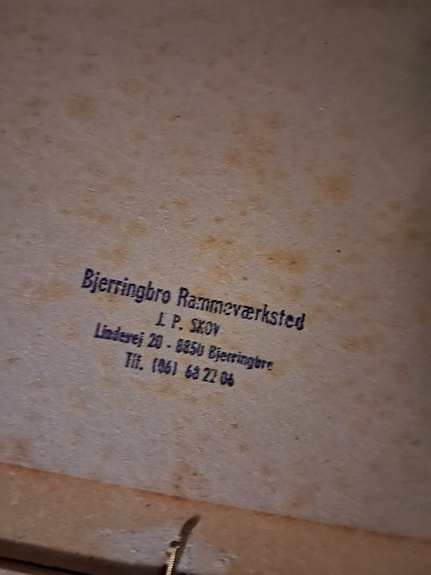 Bjerringbro Rammeværksted
J. P. SKOV
Lindevej 20 - 8850 Bjerringbro
Tlf. (06) 68 22 06